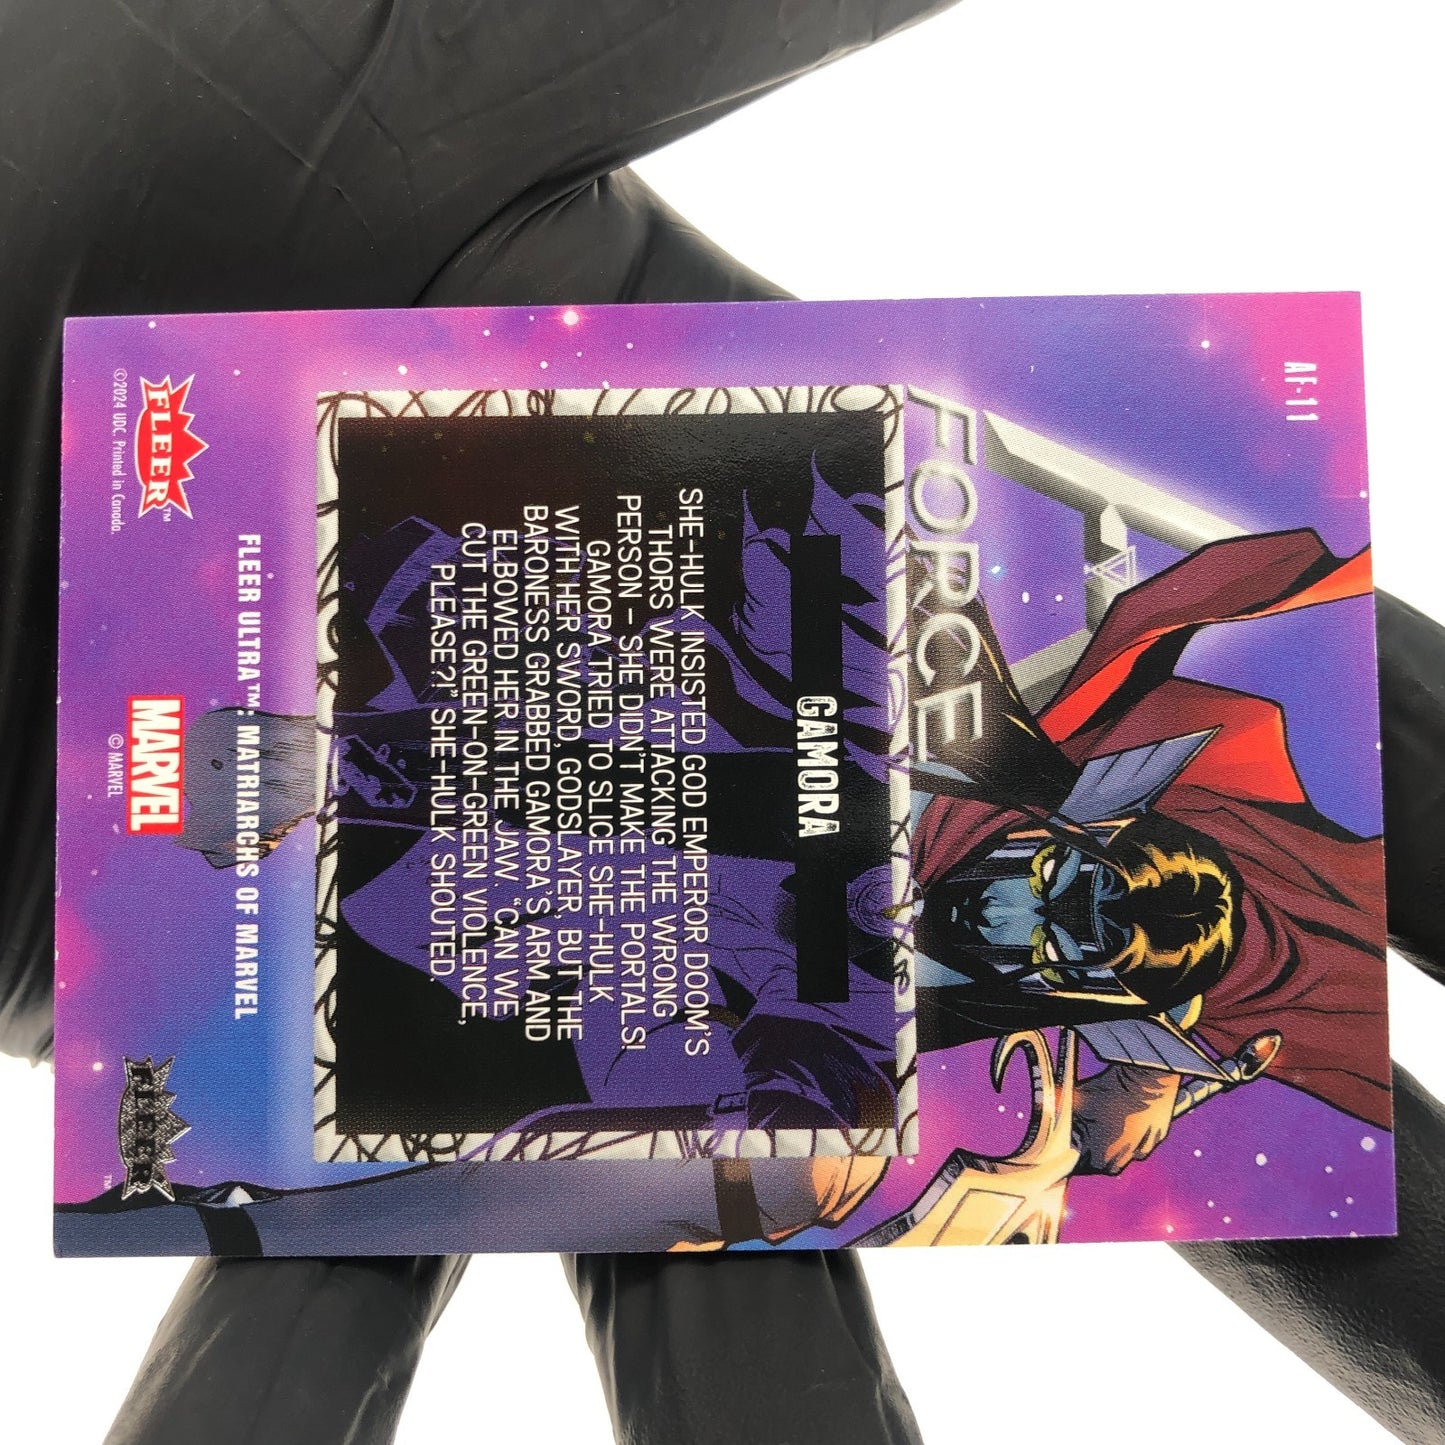 AF-11
A
FORCE
GAMORA
SHE-HULK INSISTED GOD EMPEROR DOOM'S
THORS WERE ATTACKING THE WRONG
PERSON - SHE DIDN'T MAKE THE PORTALS!
GAMORA TRIED TO SLICE SHE-HULK
WITH HER SWORD, GODSLAYER, BUT THE
BARONESS GRABBED GAMORA'S ARM AND
ELBOWED HER IN THE JAW. "CAN WE
CUT THE GREEN-ON-GREEN VIOLENCE,
PLEASE?!" SHE-HULK SHOUTED.
FLEER ULTRA™: MATRIARCHS OF MARVEL
FLEER™
©2024 UDC. Printed in Canada.
MARVEL
© MARVEL
FLEER™